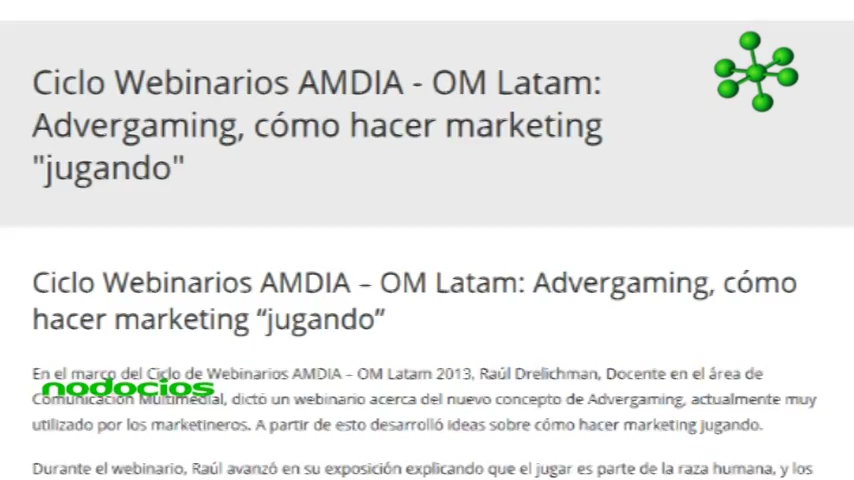 Ciclo Webinarios AMDIA - OM Latam:
Advergaming, cómo hacer marketing
"jugando"
Ciclo Webinarios AMDIA – OM Latam: Advergaming, cómo
hacer marketing “jugando”
En el marco del Ciclo de Webinarios AMDIA – OM Latam 2013, Raúl Drelichman, Docente en el área de
nodocios
Comunicación Multimedial, dictó un webinario acerca del nuevo concepto de Advergaming, actualmente muy
utilizado por los marketineros. A partir de esto desarrolló ideas sobre cómo hacer marketing jugando.
Durante el webinario, Raúl avanzó en su exposición explicando que el jugar es parte de la raza humana, y los